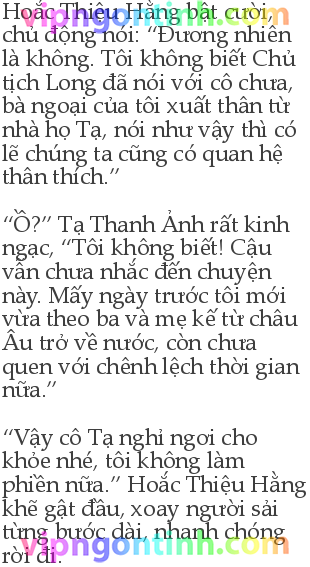 Hoắc Thiệu Hằng bật cười,
chủ động nói: “Đương nhiên
là không. Tôi không biết Chủ
tịch Long đã nói với cô chưa,
bà ngoại của tôi xuất thân từ
nhà họ Tạ, nói như vậy thì có
lẽ chúng ta cũng có quan hệ
thân thích.”
“Ồ?” Tạ Thanh Ảnh rất kinh
ngạc, “Tôi không biết! Cậu
vẫn chưa nhắc đến chuyện
này. Mấy ngày trước tôi mới
vừa theo ba và mẹ kế từ châu
Âu trở về nước, còn chưa
quen với chênh lệch thời gian
nữa.”
“Vậy cô Tạ nghỉ ngơi cho
khỏe nhé, tôi không làm
phiền nữa.” Hoắc Thiệu Hằng
khẽ gật đầu, xoay người sải
từng bước dài, nhanh chóng
rời đi.
vipngontinh.com
vipngontinh.com
vipngontinh.com